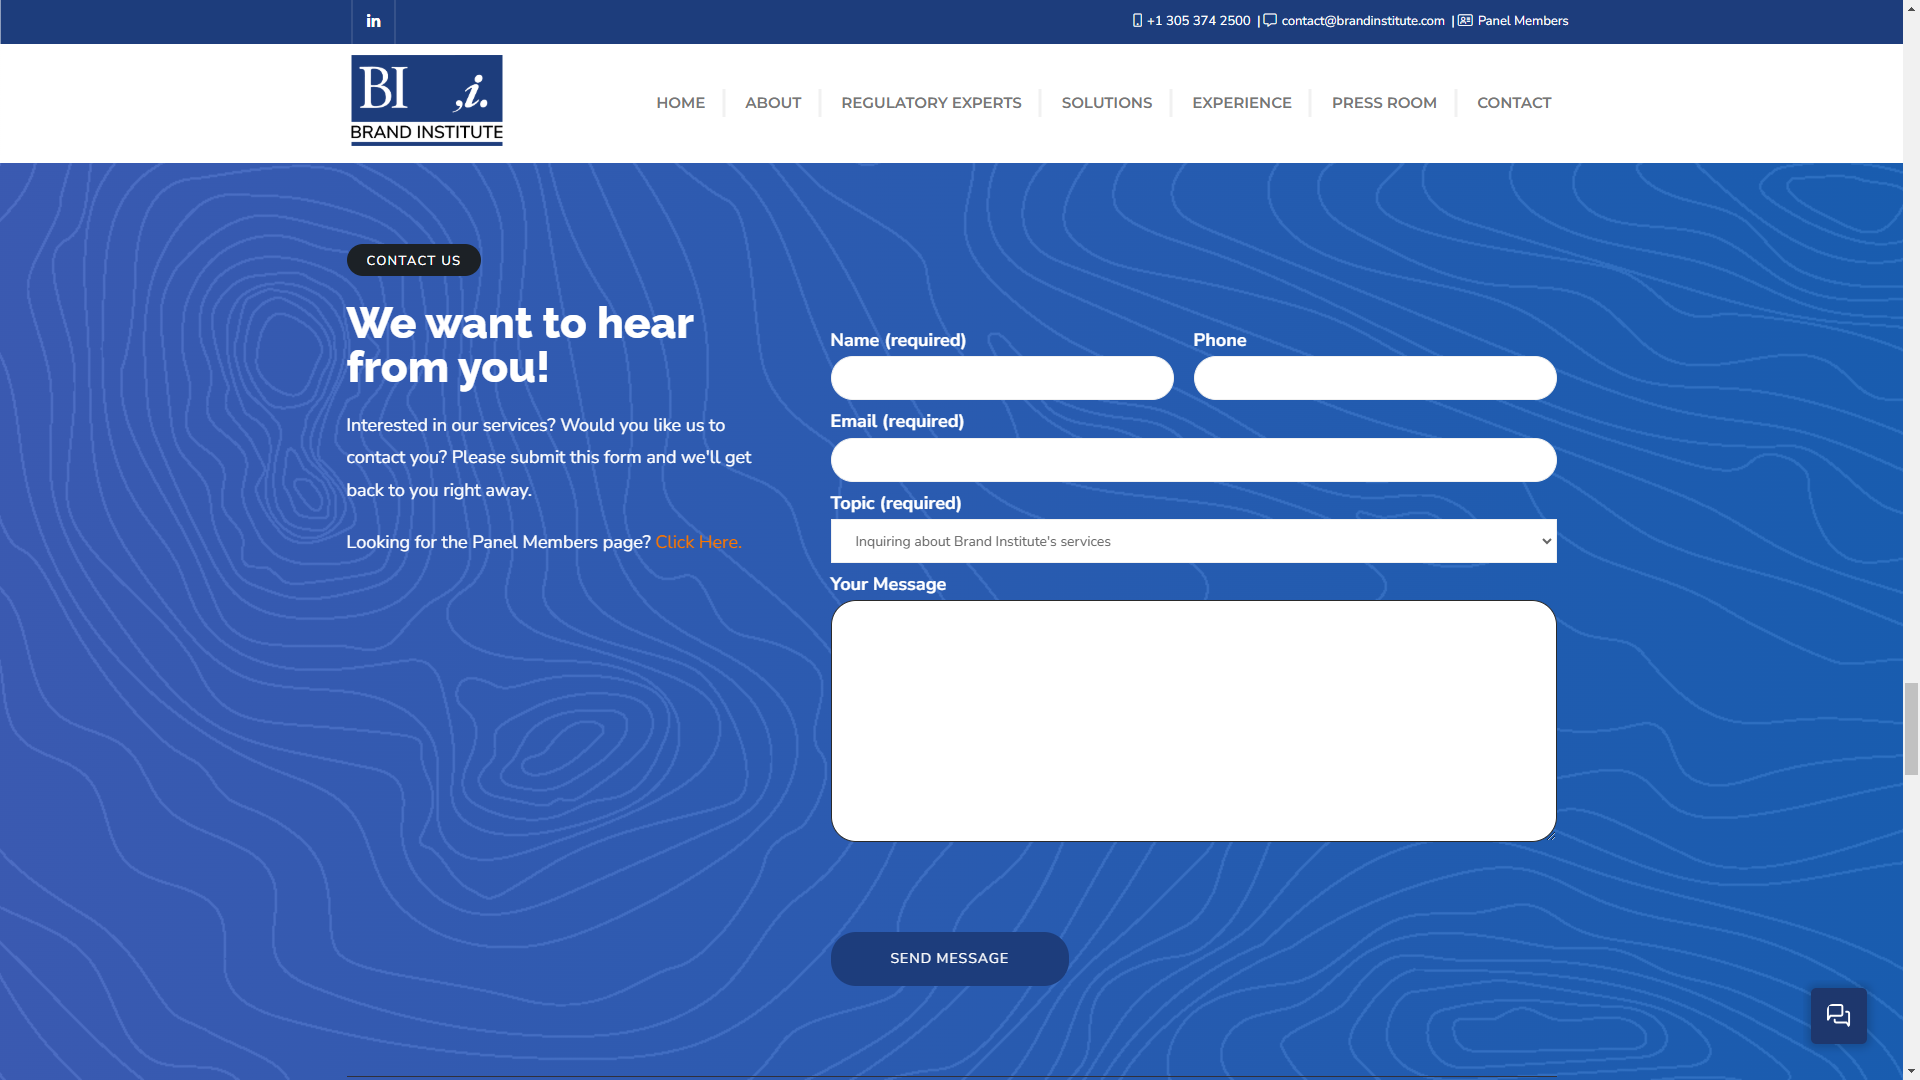 in
+1 305 374 2500 | contact@brandinstitute.com | Panel Members
BI ,i.
BRAND INSTITUTE
HOME
ABOUT
REGULATORY EXPERTS
SOLUTIONS
EXPERIENCE
PRESS ROOM
CONTACT
CONTACT US
We want to hear
from you!
Interested in our services? Would you like us to
contact you? Please submit this form and we'll get
back to you right away.
Looking for the Panel Members page? Click Here.
Name (required)
Phone
Email (required)
Topic (required)
Inquiring about Brand Institute's services
Your Message
SEND MESSAGE